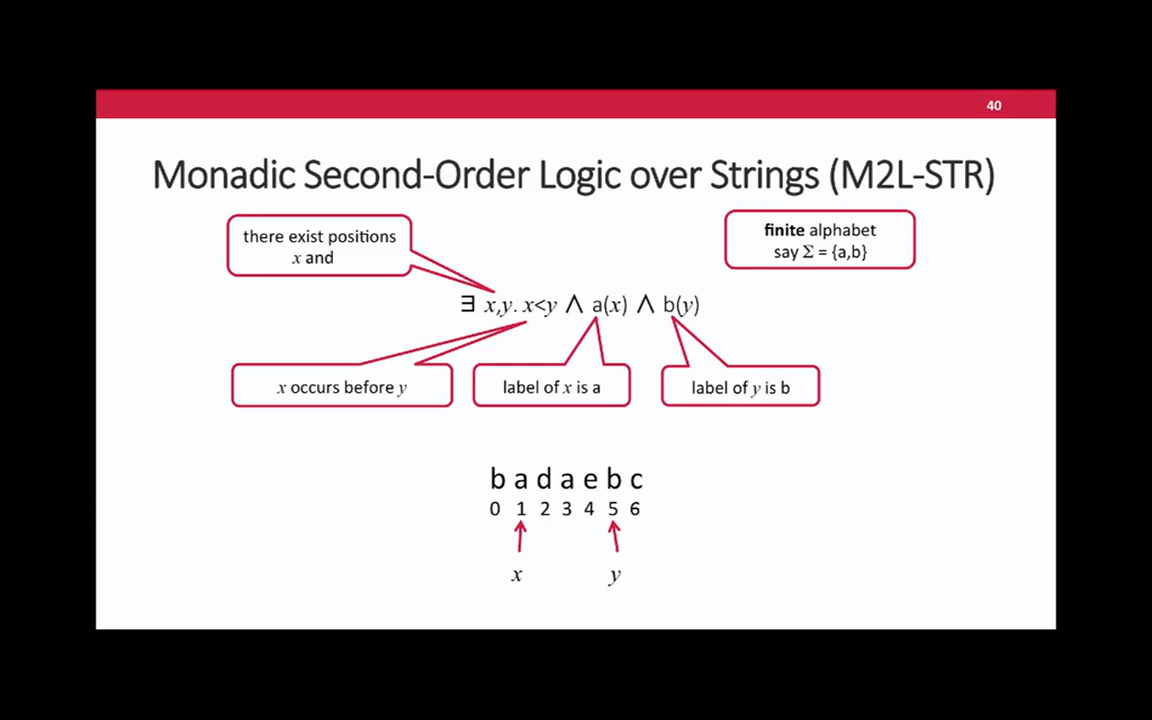 40
Monadic Second-Order Logic over Strings (M2L-STR)
there exist positions
x and
finite alphabet
say Σ = {a,b}
∃ x,y. x<y ∧ a(x) ∧ b(y)
x occurs before y
label of x is a
label of y is b
b a d a e b c
0 1 2 3 4 5 6
x y